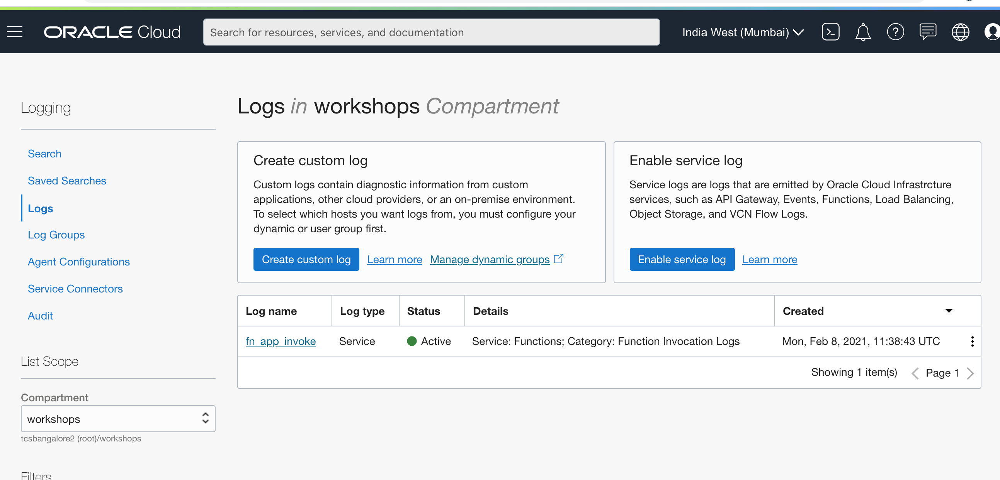 ORACLE Cloud
Search for resources, services, and documentation
India West (Mumbai)
Logging
Search
Saved Searches
Logs
Log Groups
Agent Configurations
Service Connectors
Audit
List Scope
Compartment
workshops
tcsbangalore2 (root)/workshops
Filters
Logs in workshops Compartment
Create custom log
Custom logs contain diagnostic information from custom
applications, other cloud providers, or an on-premise environment.
To select which hosts you want logs from, you must configure your
dynamic or user group first.
Create custom log Learn more Manage dynamic groups
Enable service log
Service logs are logs that are emitted by Oracle Cloud Infrastrcture
services, such as API Gateway, Events, Functions, Load Balancing,
Object Storage, and VCN Flow Logs.
Enable service log Learn more
Log name Log type Status Details Created
fn_app_invoke Service Active Service: Functions; Category: Function Invocation Logs Mon, Feb 8, 2021, 11:38:43 UTC
Showing 1 item(s) Page 1